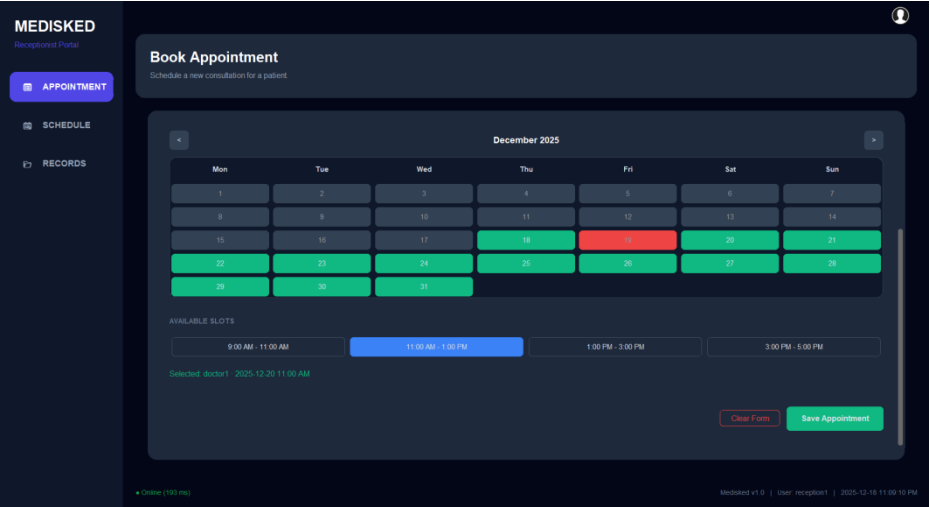 MEDISKED
Receptionist Portal
APPOINTMENT
SCHEDULE
RECORDS
Book Appointment
Schedule a new consultation for a patient
< December 2025 >
Mon Tue Wed Thu Fri Sat Sun
1 2 3 4 5 6 7
8 9 10 11 12 13 14
15 16 17 18 19 20 21
22 23 24 25 26 27 28
29 30 31
AVAILABLE SLOTS
9:00 AM - 11:00 AM 11:00 AM - 1:00 PM 1:00 PM - 3:00 PM 3:00 PM - 5:00 PM
Selected: doctor1 2025-12-20 11:00 AM
Clear Form Save Appointment
● Online (193 ms) Medisked v1.0 | User: reception1 | 2025-12-18 11:09:10 PM